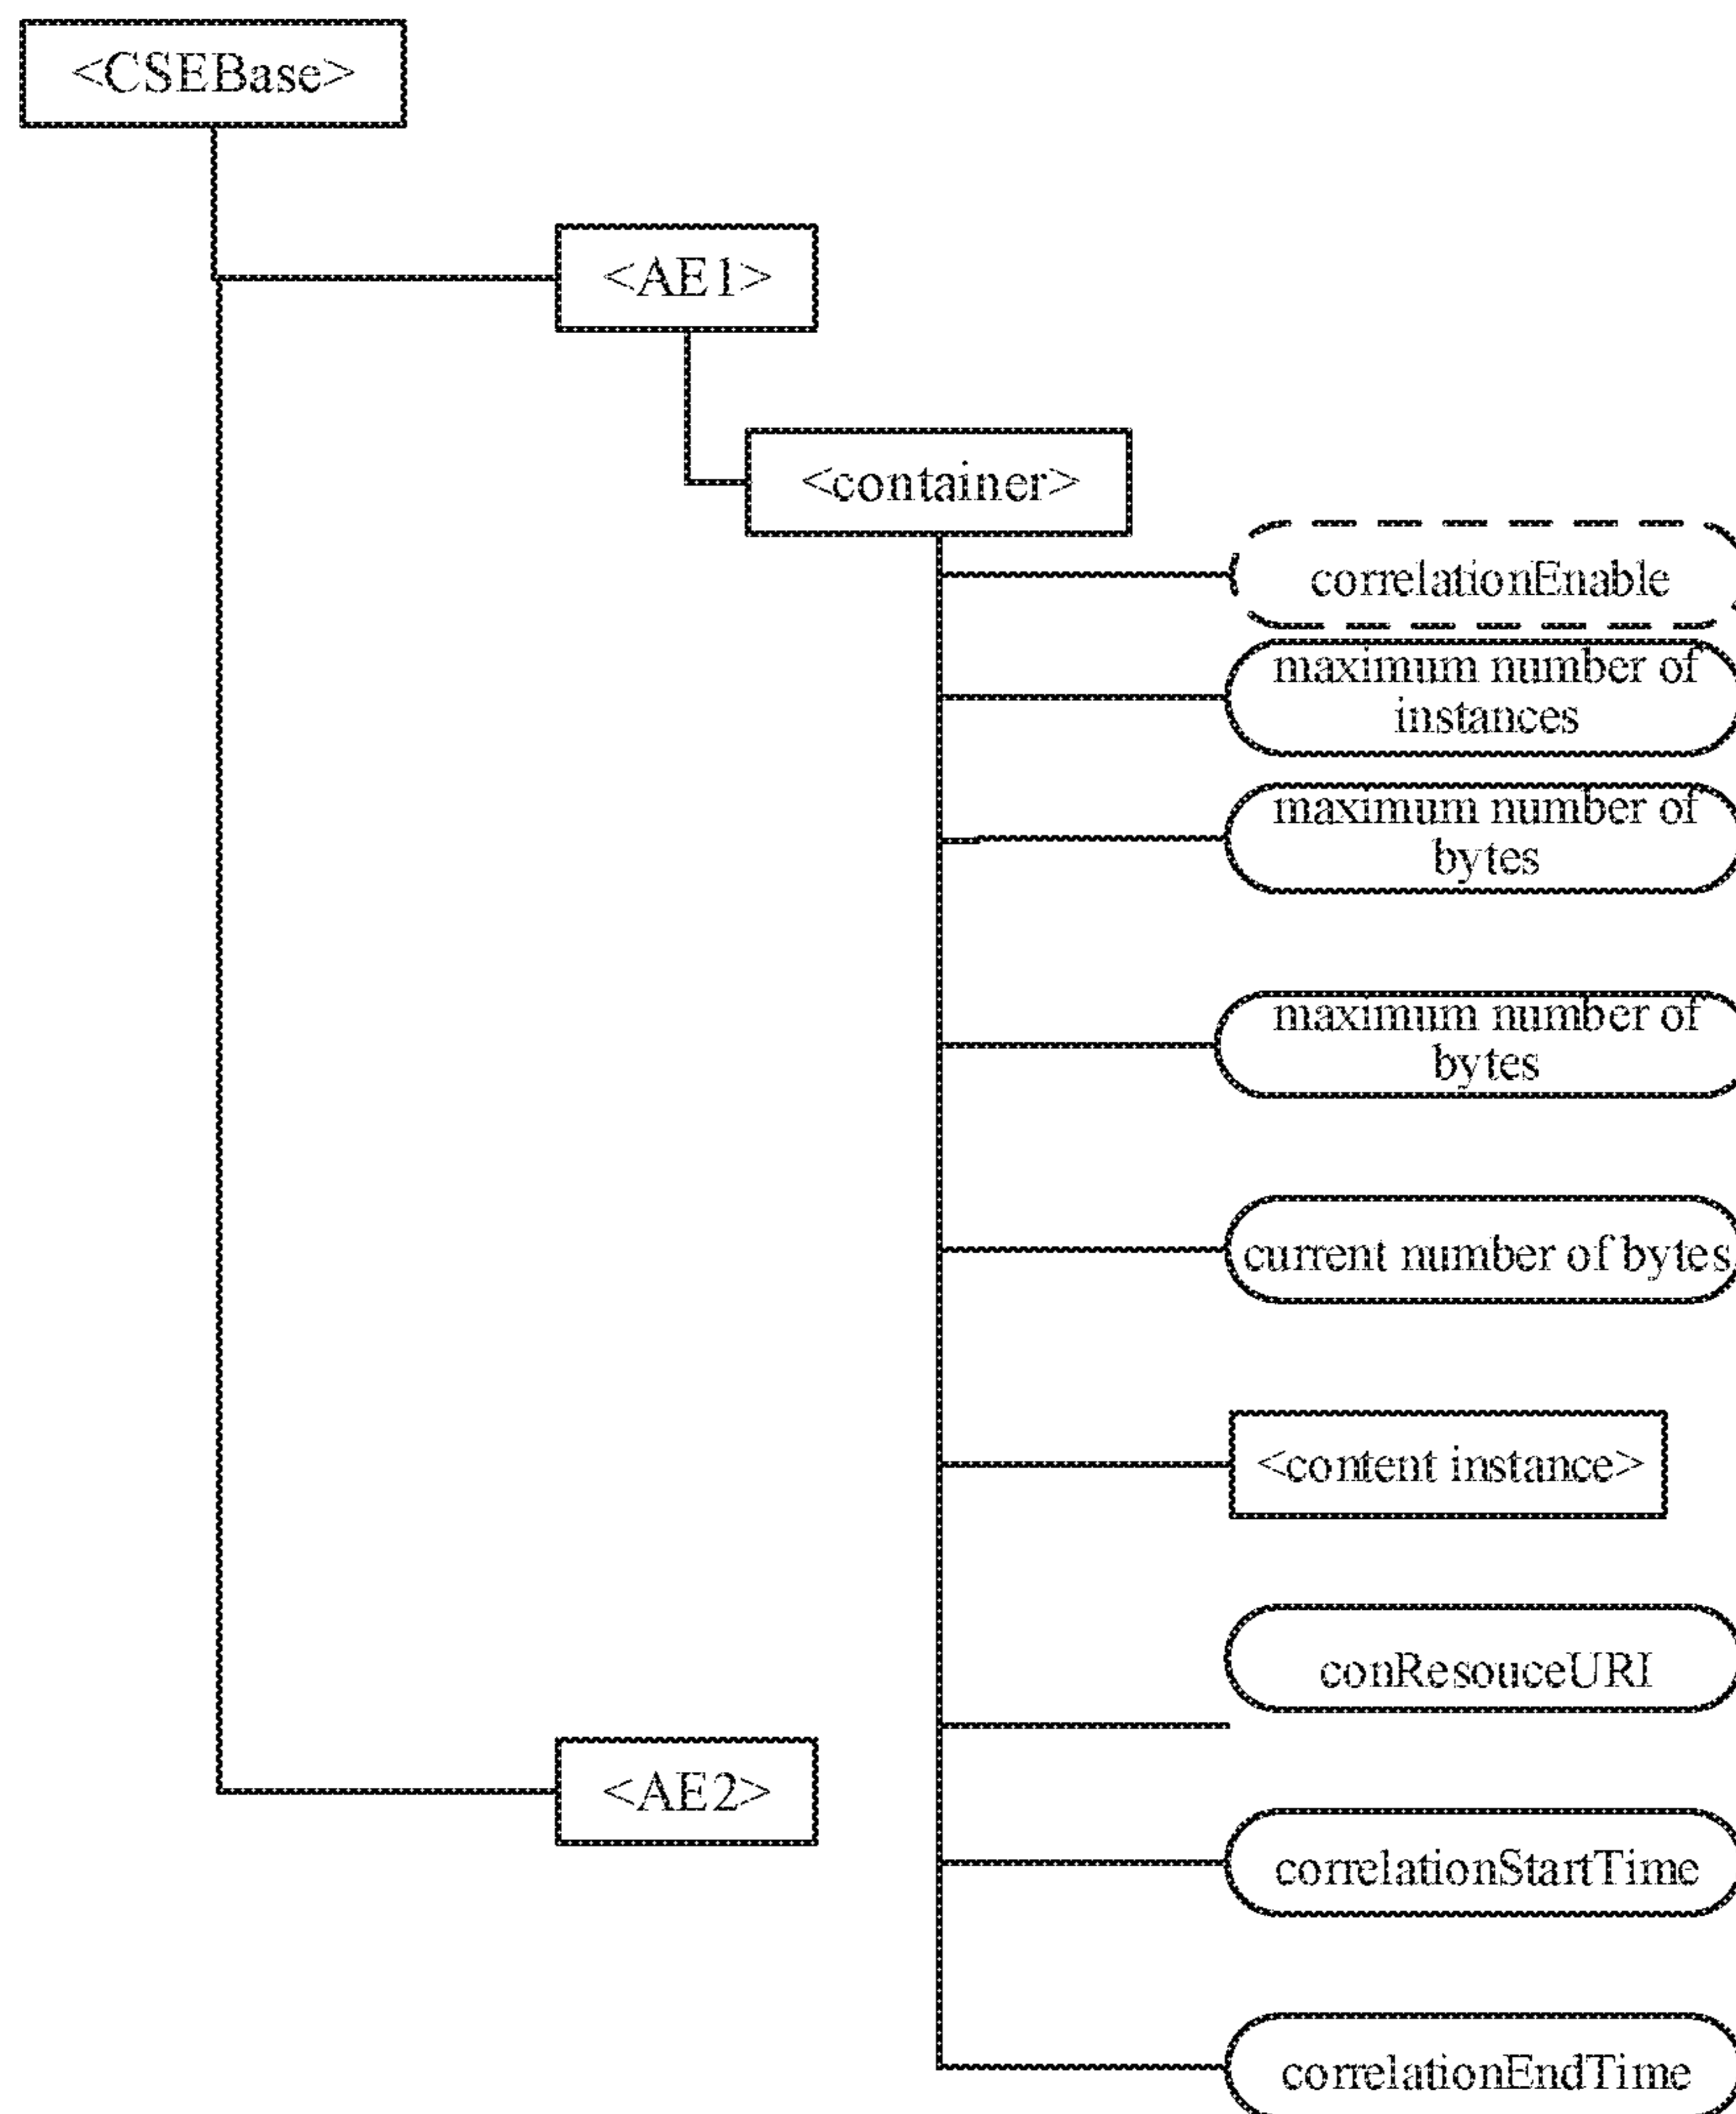 <CSEBase>
<AE1>
<container>
correlationEnable
maximum number of
instances
maximum number of
bytes
maximum number of
bytes
current number of bytes
<content instance>
conResouceURI
<AE2>
correlationStartTime
correlationEndTime